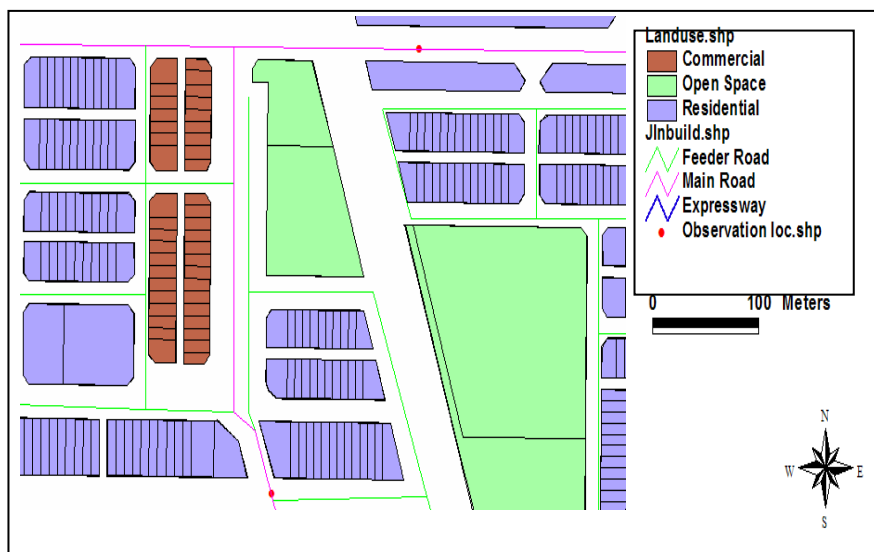 Landuse.shp
Commercial
Open Space
Residential
Jlnbuild.shp
Feeder Road
Main Road
Expressway
Observation loc.shp
0 100 Meters
N
W E
S